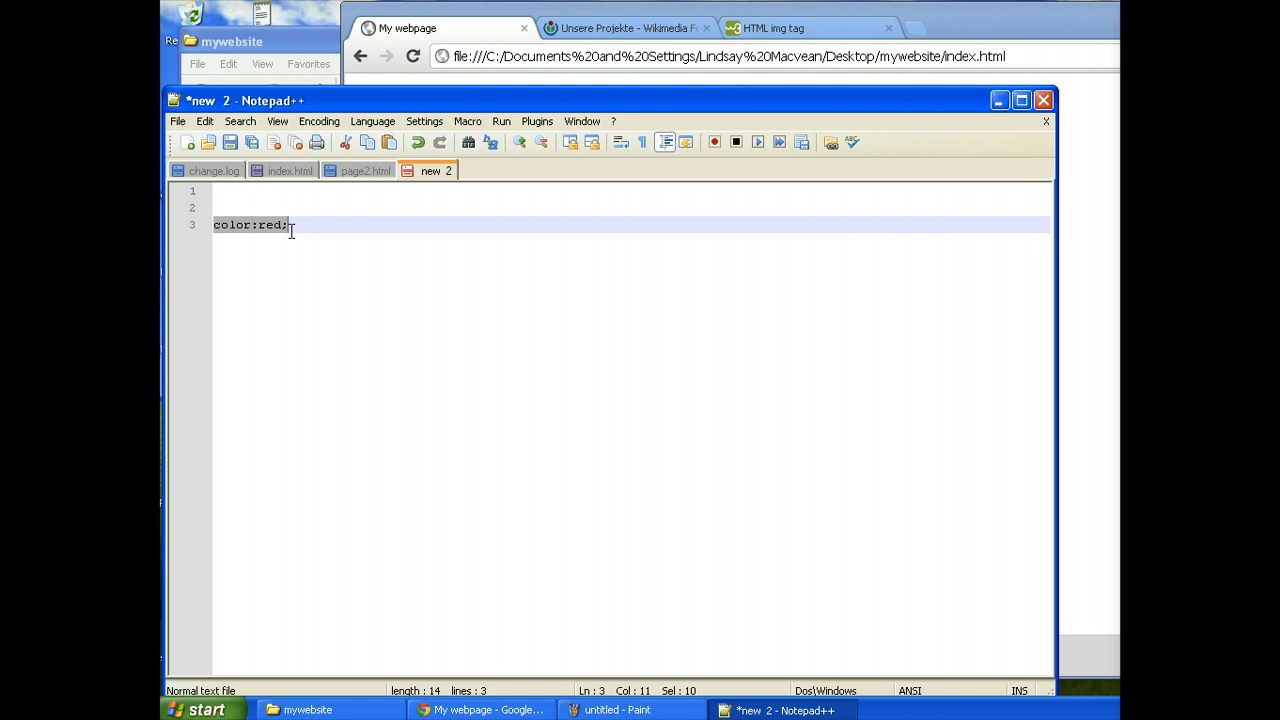 Re
mywebsite
File Edit View Favorites
My webpage
Unsere Projekte - Wikimedia Fo
HTML img tag
file:///C:/Documents%20and%20Settings/Lindsay%20Macvean/Desktop/mywebsite/index.html
*new 2 - Notepad++
File Edit Search View Encoding Language Settings Macro Run Plugins Window ? X
change.log index.html page2.html new 2
1
2
3 color:red;
Normal text file length : 14 lines : 3 Ln : 3 Col : 11 Sel : 10 Dos\Windows ANSI INS
start mywebsite My webpage - Google... untitled - Paint *new 2 - Notepad++